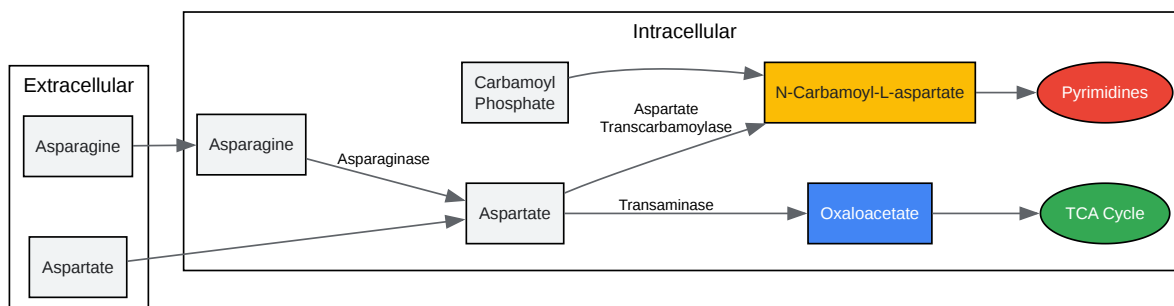 Intracellular
Extracellular
Carbamoyl
Phosphate
N-Carbamoyl-L-aspartate
Pyrimidines
Aspartate
Transcarbamoylase
Asparagine
Asparagine
Asparaginase
Aspartate
Transaminase
Oxaloacetate
TCA Cycle
Aspartate